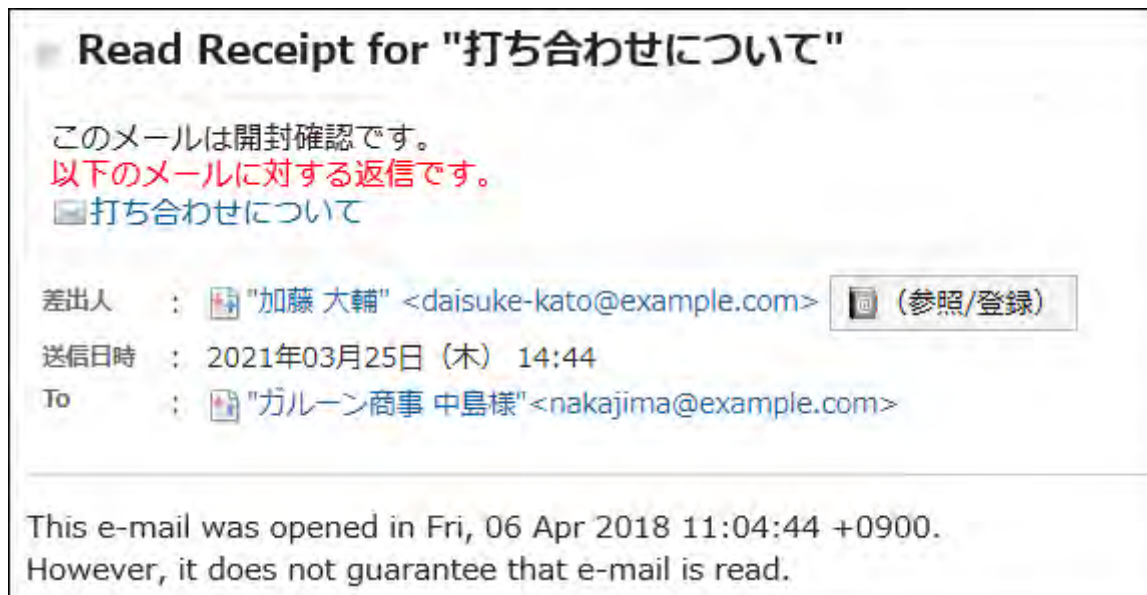 Read Receipt for "打ち合わせについて"
このメールは開封確認です。
以下のメールに対する返信です。
打ち合わせについて
差出人 : "加藤 大輔" <daisuke-kato@example.com> (参照/登録)
送信日時 : 2021年03月25日（木） 14:44
To : "ガルーン商事 中島様"<nakajima@example.com>
This e-mail was opened in Fri, 06 Apr 2018 11:04:44 +0900.
However, it does not guarantee that e-mail is read.